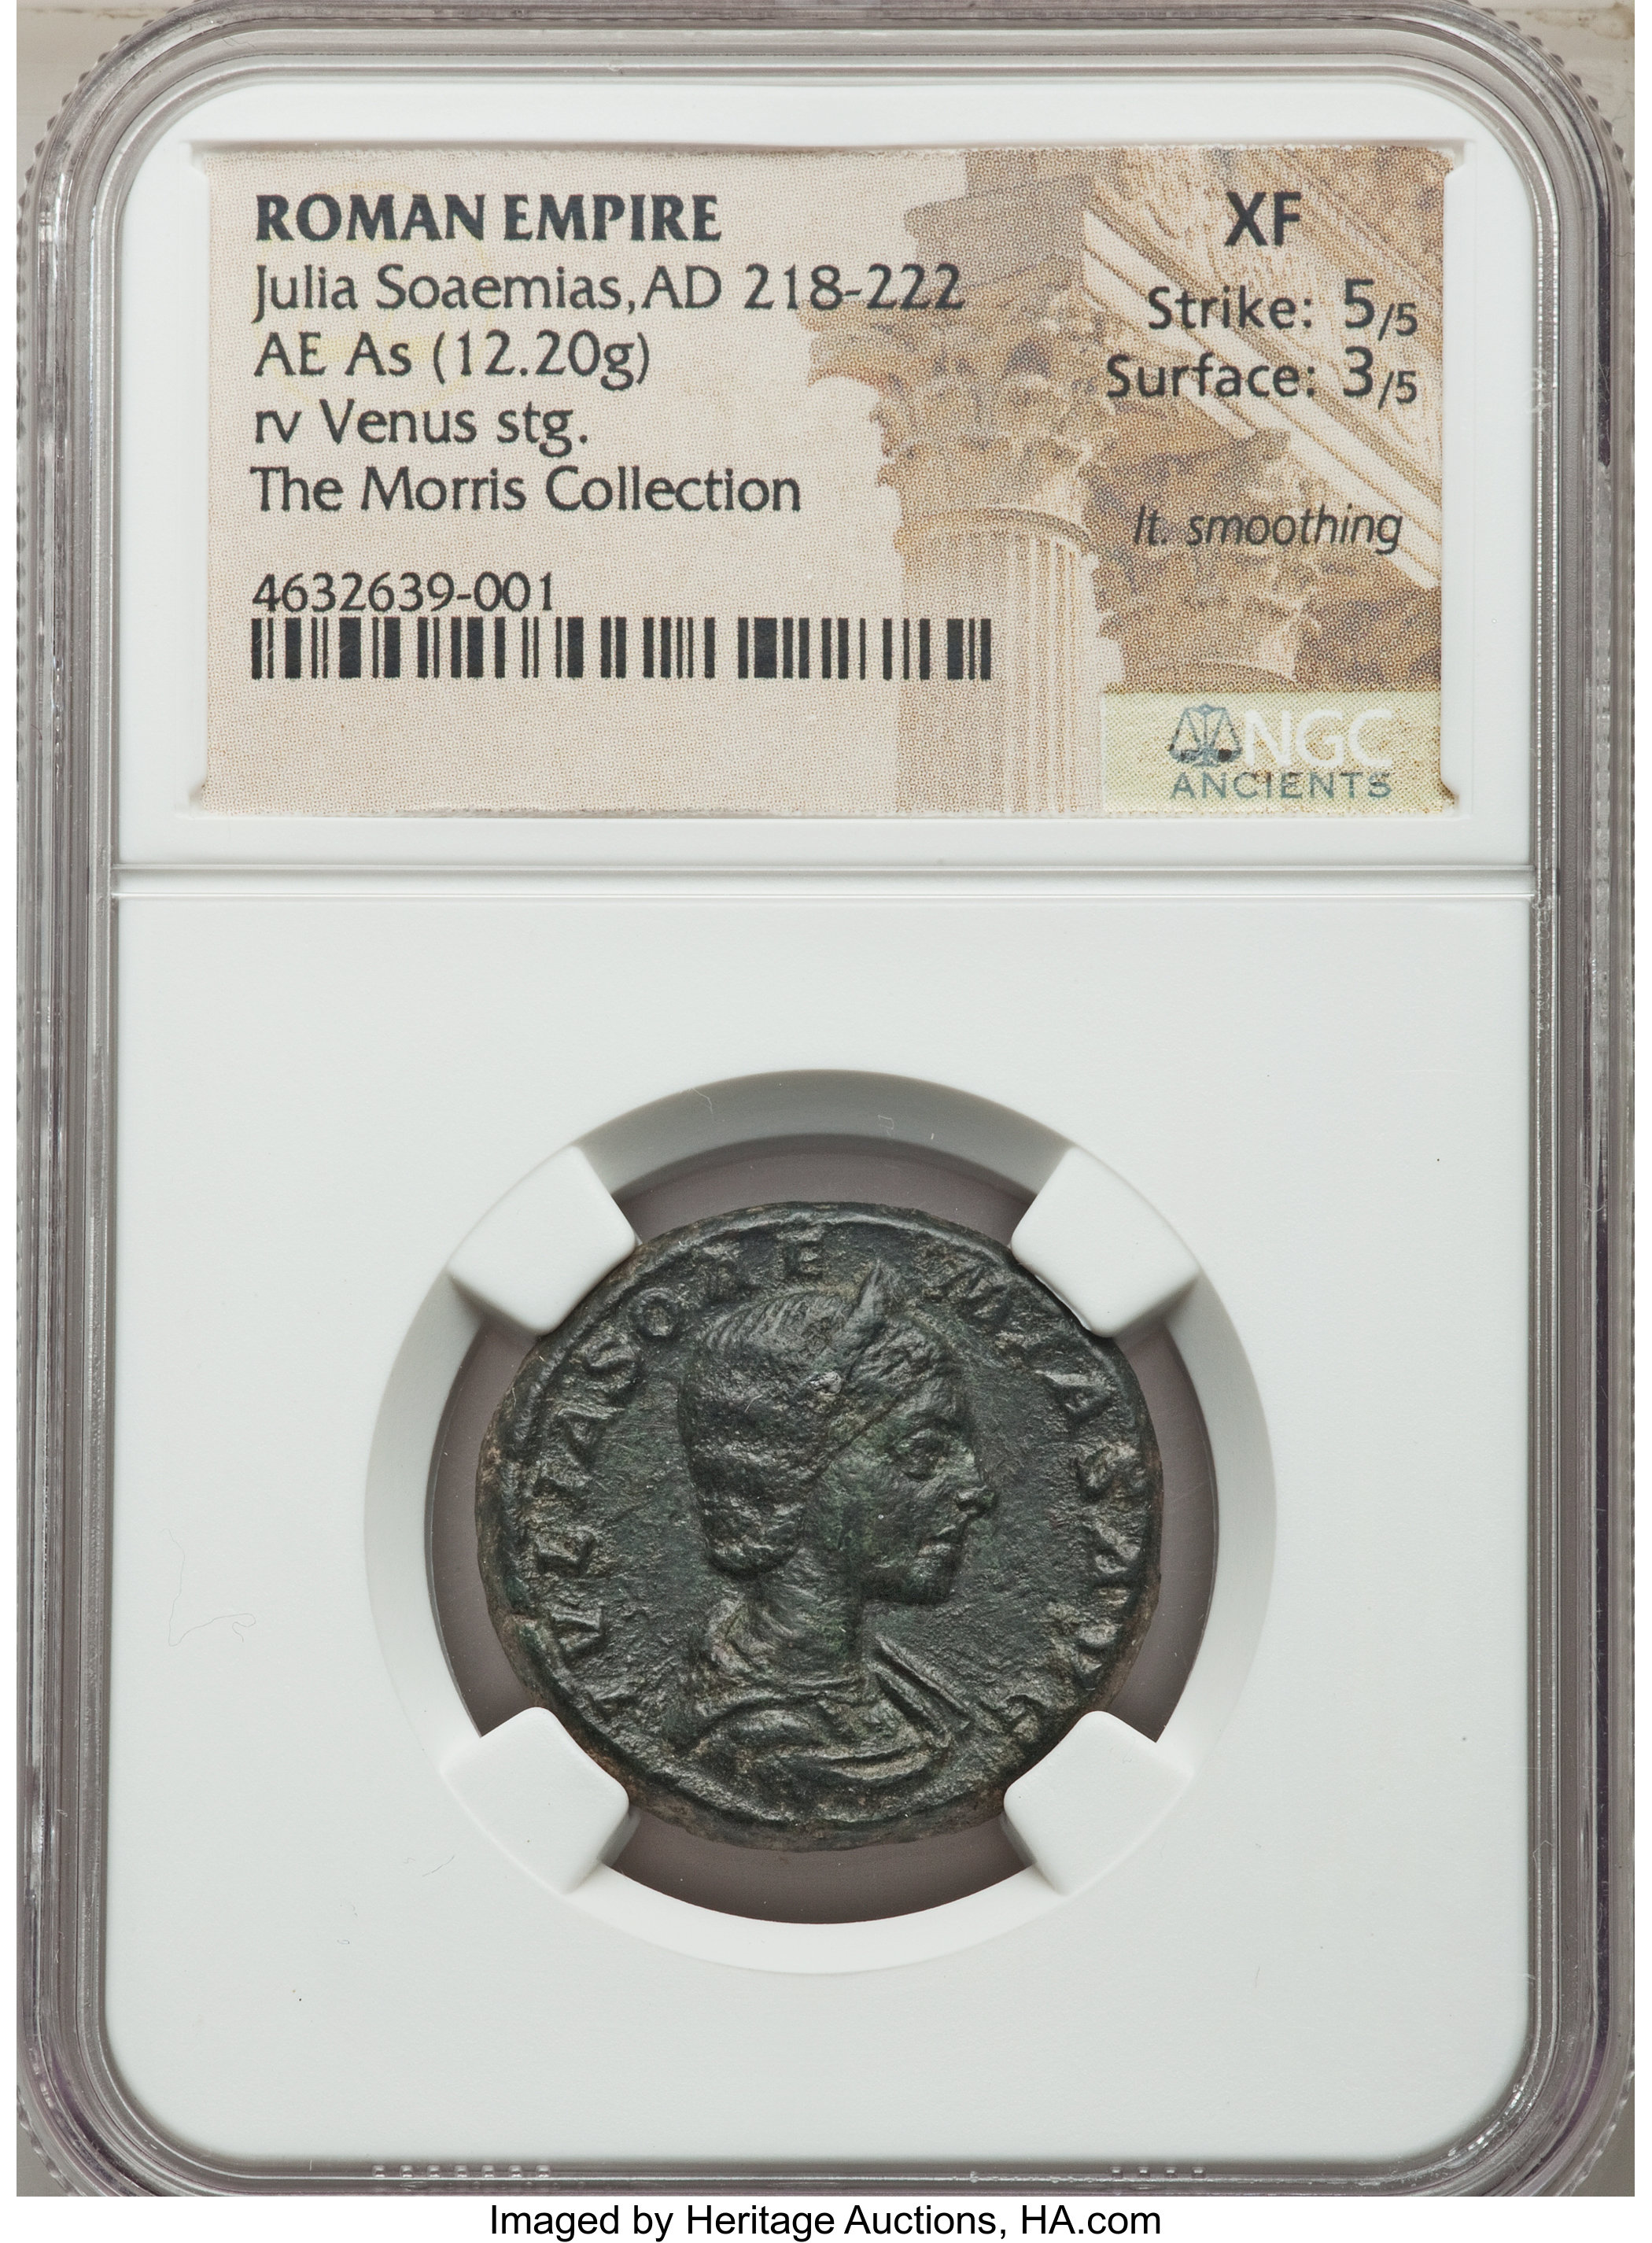 ROMAN EMPIRE
Julia Soaemias, AD 218-222
AE As (12.20g)
rv Venus stg.
The Morris Collection
4632639-001
XF
Strike: 5/5
Surface: 3/5
lt. smoothing
NGC
ANCIENTS
IVLIA SOAEMIAS AVG
Imaged by Heritage Auctions, HA.com